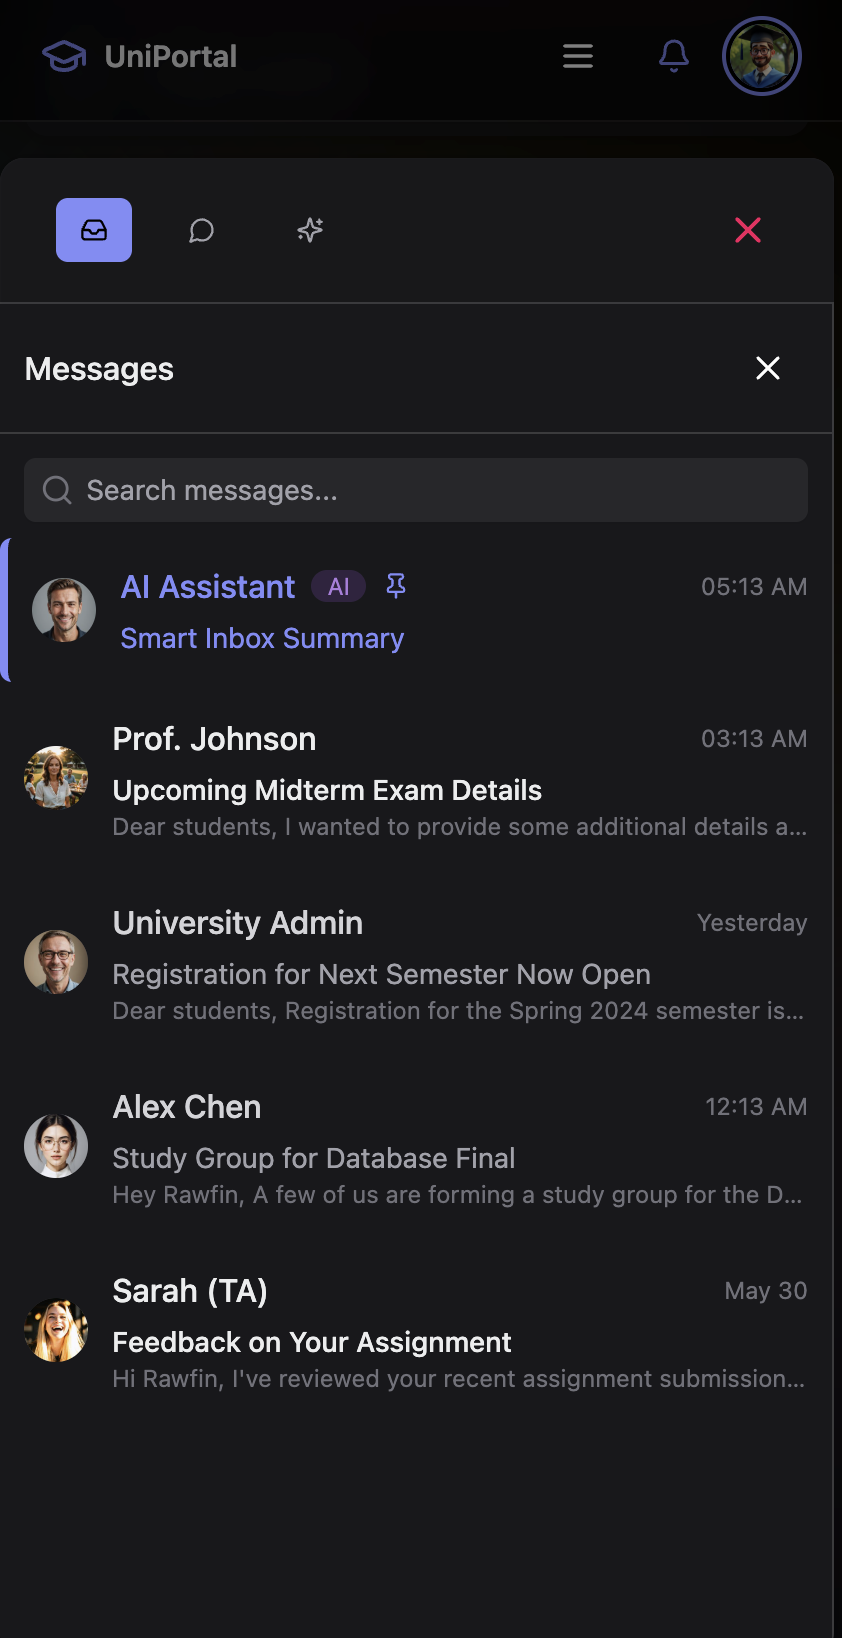 UniPortal
Messages
Search messages...
AI Assistant AI 05:13 AM
Smart Inbox Summary
Prof. Johnson 03:13 AM
Upcoming Midterm Exam Details
Dear students, I wanted to provide some additional details a...
University Admin Yesterday
Registration for Next Semester Now Open
Dear students, Registration for the Spring 2024 semester is...
Alex Chen 12:13 AM
Study Group for Database Final
Hey Rawfin, A few of us are forming a study group for the D...
Sarah (TA) May 30
Feedback on Your Assignment
Hi Rawfin, I've reviewed your recent assignment submission...